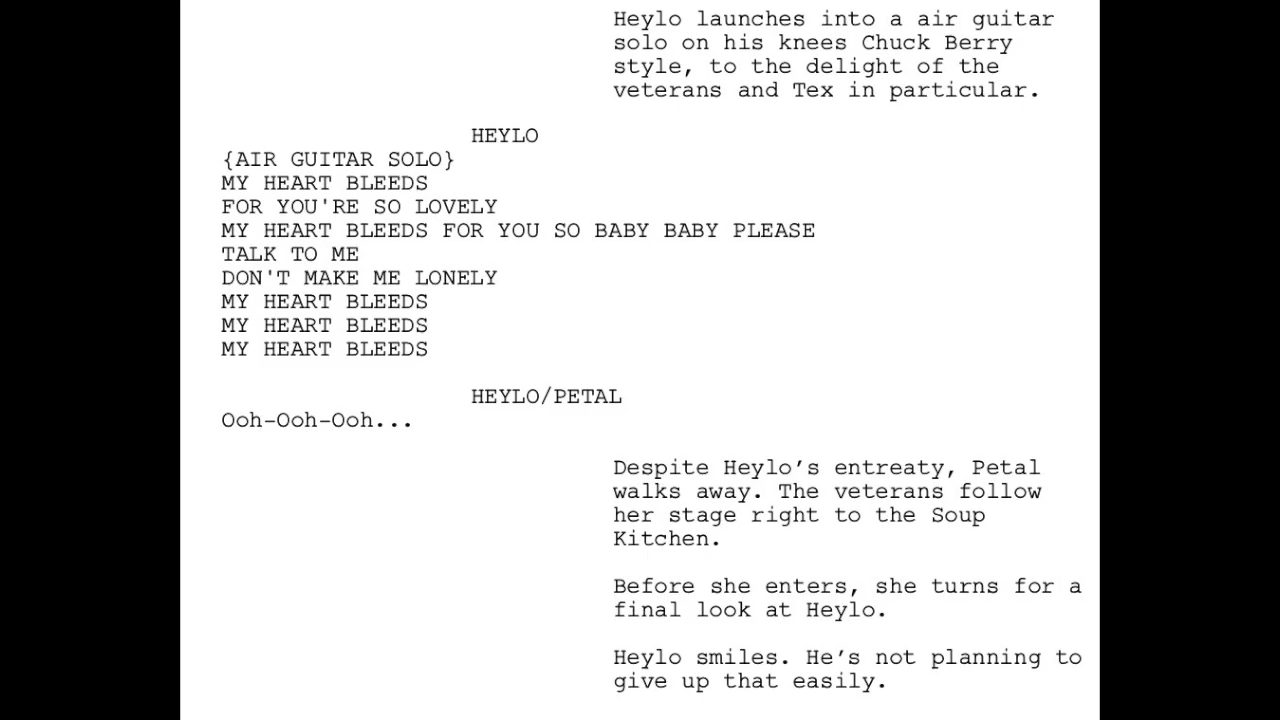 Heylo launches into a air guitar
solo on his knees Chuck Berry
style, to the delight of the
veterans and Tex in particular.
HEYLO
{AIR GUITAR SOLO}
MY HEART BLEEDS
FOR YOU'RE SO LOVELY
MY HEART BLEEDS FOR YOU SO BABY BABY PLEASE
TALK TO ME
DON'T MAKE ME LONELY
MY HEART BLEEDS
MY HEART BLEEDS
MY HEART BLEEDS
HEYLO/PETAL
Ooh-Ooh-Ooh...
Despite Heylo’s entreaty, Petal
walks away. The veterans follow
her stage right to the Soup
Kitchen.
Before she enters, she turns for a
final look at Heylo.
Heylo smiles. He’s not planning to
give up that easily.